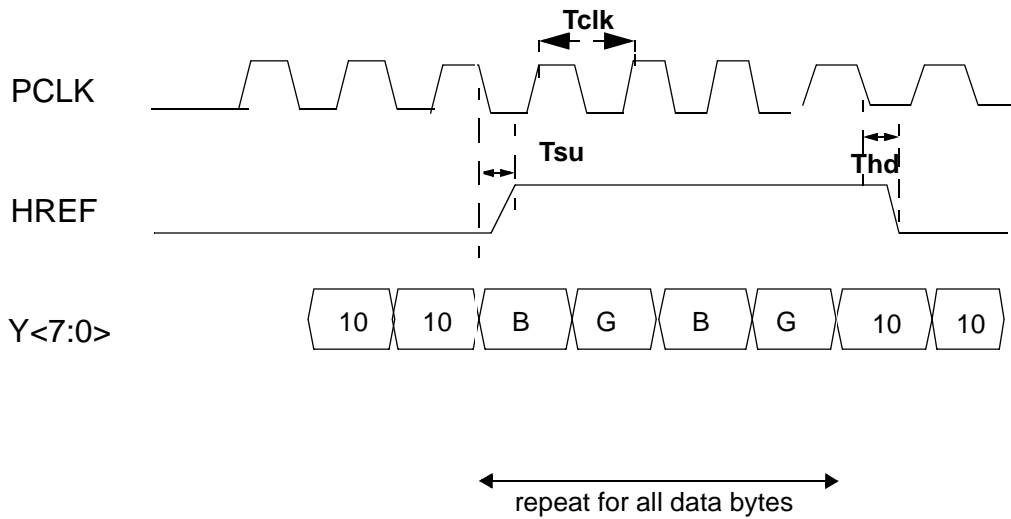 Tclk
PCLK
Tsu
Thd
HREF
Y<7:0>
10 10 B G B G 10 10
repeat for all data bytes